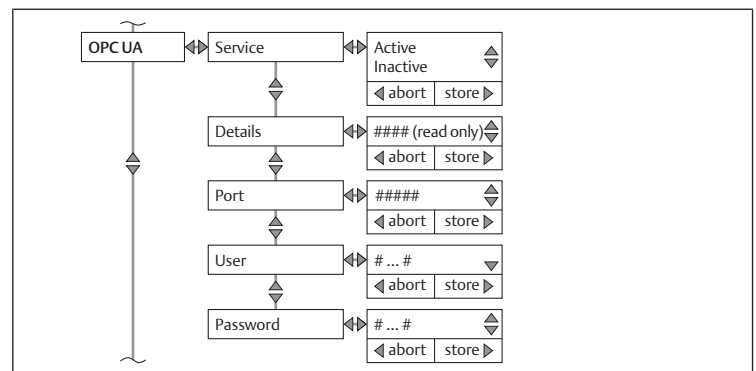 OPC UA
Service
Active
Inactive
abort store
Details
#### (read only)
abort store
Port
#####
abort store
User
# ... #
abort store
Password
# ... #
abort store